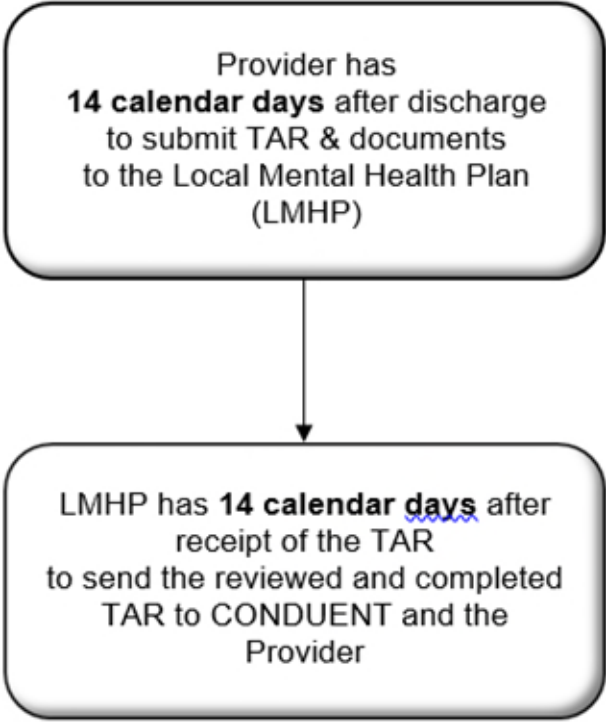 Provider has
14 calendar days after discharge
to submit TAR & documents
to the Local Mental Health Plan
(LMHP)
LMHP has 14 calendar days after
receipt of the TAR
to send the reviewed and completed
TAR to CONDUENT and the
Provider